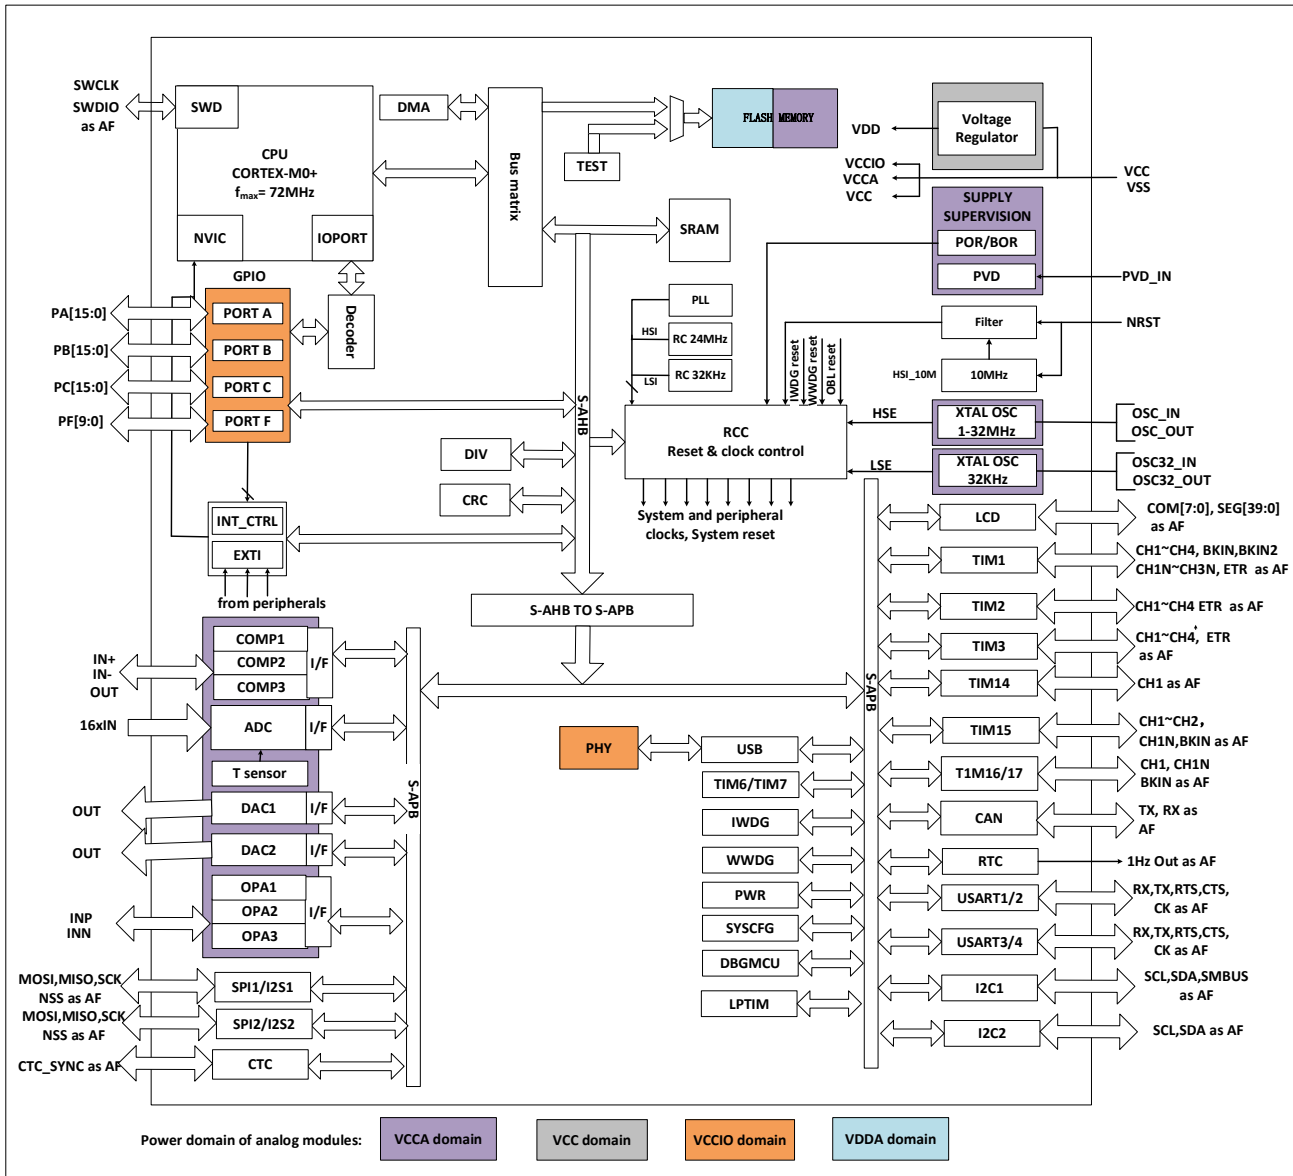 SWCLK
SWDIO
as AF
SWD
CPU
CORTEX-M0+
fmax= 72MHz
NVIC
IOPORT
DMA
Bus matrix
TEST
FLASH MEMORY
SRAM
Voltage
Regulator
VDD
VCCIO
VCCA
VCC
VCC
VSS
SUPPLY
SUPERVISION
POR/BOR
PVD
PVD_IN
GPIO
PORT A
PORT B
PORT C
PORT F
PA[15:0]
PB[15:0]
PC[15:0]
PF[9:0]
Decoder
PLL
HSI
RC 24MHz
LSI
RC 32KHz
IWDG reset
WWDG reset
OBL reset
Filter
NRST
HSI_10M
10MHz
S-AHB
RCC
Reset & clock control
HSE
XTAL OSC
1-32MHz
OSC_IN
OSC_OUT
LSE
XTAL OSC
32KHz
OSC32_IN
OSC32_OUT
DIV
CRC
System and peripheral
clocks, System reset
INT_CTRL
EXTI
from peripherals
S-AHB TO S-APB
IN+
IN-
OUT
COMP1
COMP2
COMP3
I/F
16xIN
ADC
I/F
T sensor
OUT
DAC1
I/F
OUT
DAC2
I/F
INP
INN
OPA1
OPA2
OPA3
I/F
MOSI,MISO,SCK
NSS as AF
SPI1/I2S1
MOSI,MISO,SCK
NSS as AF
SPI2/I2S2
CTC_SYNC as AF
CTC
S-APB
PHY
USB
TIM6/TIM7
IWDG
WWDG
PWR
SYSCFG
DBGMCU
LPTIM
S-APB
LCD
COM[7:0], SEG[39:0]
as AF
TIM1
CH1~CH4, BKIN,BKIN2
CH1N~CH3N, ETR as AF
TIM2
CH1~CH4 ETR as AF
TIM3
CH1~CH4, ETR
as AF
TIM14
CH1 as AF
TIM15
CH1~CH2,
CH1N,BKIN as AF
T1M16/17
CH1, CH1N
BKIN as AF
CAN
TX, RX as
AF
RTC
1Hz Out as AF
USART1/2
RX,TX,RTS,CTS,
CK as AF
USART3/4
RX,TX,RTS,CTS,
CK as AF
I2C1
SCL,SDA,SMBUS
as AF
I2C2
SCL,SDA as AF
Power domain of analog modules:
VCCA domain
VCC domain
VCCIO domain
VDDA domain